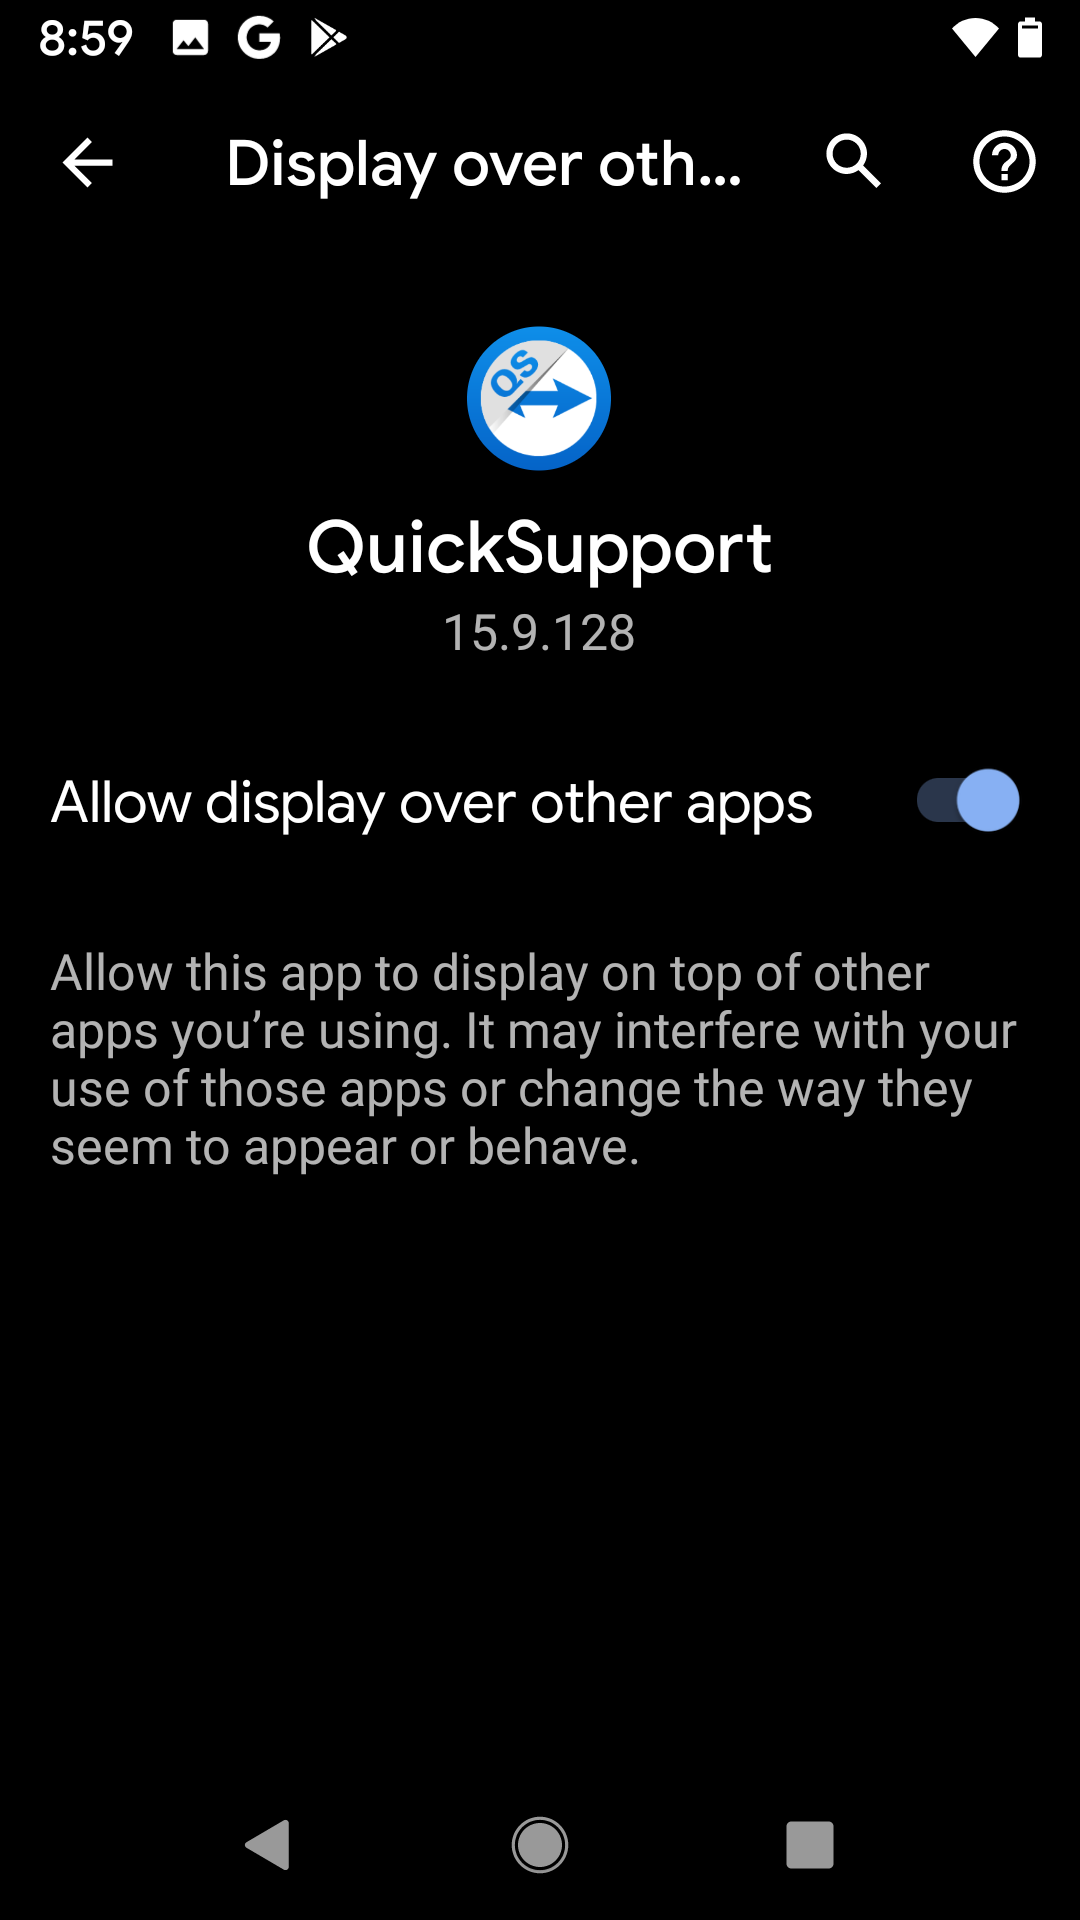 8:59
Display over oth...
QS
QuickSupport
15.9.128
Allow display over other apps
Allow this app to display on top of other
apps you’re using. It may interfere with your
use of those apps or change the way they
seem to appear or behave.